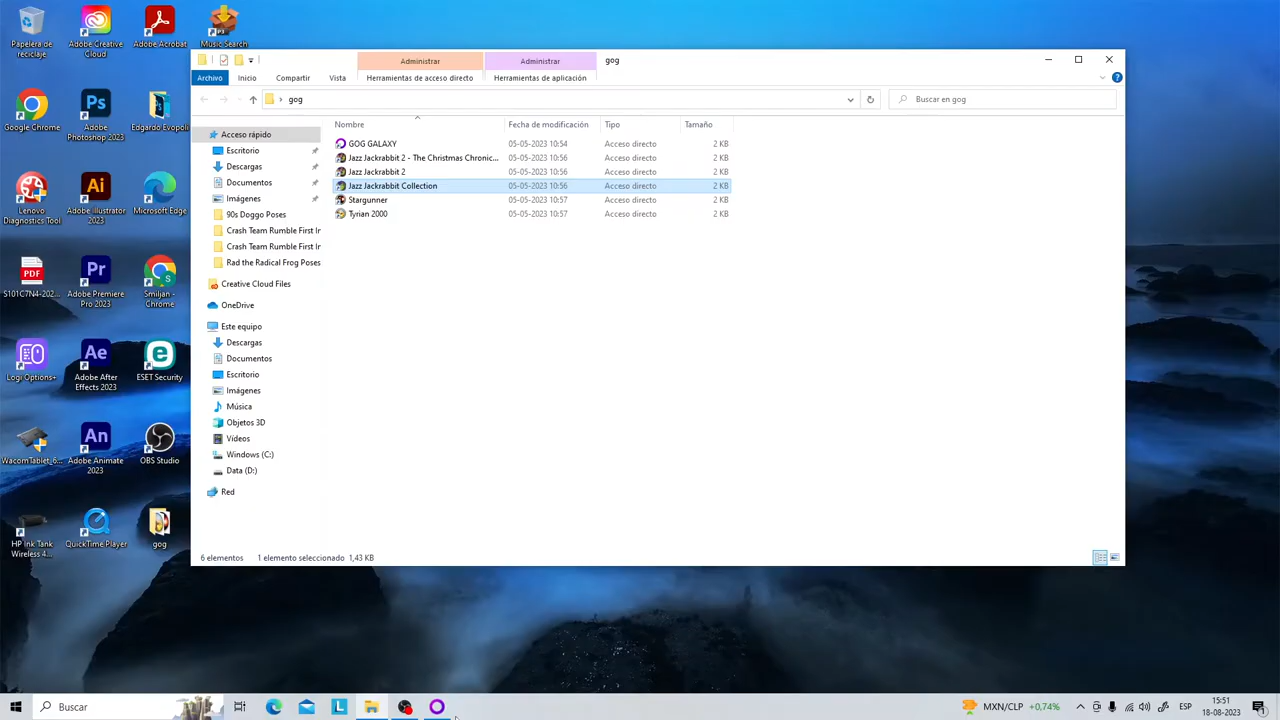 Papelera de
reciclaje
Adobe Creative
Cloud
Adobe Acrobat
Music Search
Google Chrome
Adobe
Photoshop 2023
Edgardo Evopoli
Lenovo
Diagnostics Tool
Adobe Illustrator
2023
Microsoft Edge
PDF
S101C7N4-202...
Adobe Premiere
Pro 2023
Smiljan -
Chrome
Logi Options+
Adobe After
Effects 2023
ESET Security
WacomTablet_6...
Adobe Animate
2023
OBS Studio
HP Ink Tank
Wireless 4...
QuickTime Player
gog
Administrar
Administrar
gog
Archivo
Inicio
Compartir
Vista
Herramientas de acceso directo
Herramientas de aplicación
gog
Buscar en gog
Nombre
Fecha de modificación
Tipo
Tamaño
GOG GALAXY 05-05-2023 10:54 Acceso directo 2 KB
Jazz Jackrabbit 2 - The Christmas Chronic... 05-05-2023 10:56 Acceso directo 2 KB
Jazz Jackrabbit 2 05-05-2023 10:56 Acceso directo 2 KB
Jazz Jackrabbit Collection 05-05-2023 10:56 Acceso directo 2 KB
Stargunner 05-05-2023 10:57 Acceso directo 2 KB
Tyrian 2000 05-05-2023 10:57 Acceso directo 2 KB
Acceso rápido
Escritorio
Descargas
Documentos
Imágenes
90s Doggo Poses
Crash Team Rumble First Ir
Crash Team Rumble First Ir
Rad the Radical Frog Poses
Creative Cloud Files
OneDrive
Este equipo
Descargas
Documentos
Escritorio
Imágenes
Música
Objetos 3D
Vídeos
Windows (C:)
Data (D:)
Red
6 elementos
1 elemento seleccionado 1,43 KB
Buscar
MXN/CLP +0,74%
ESP
15:51
18-08-2023